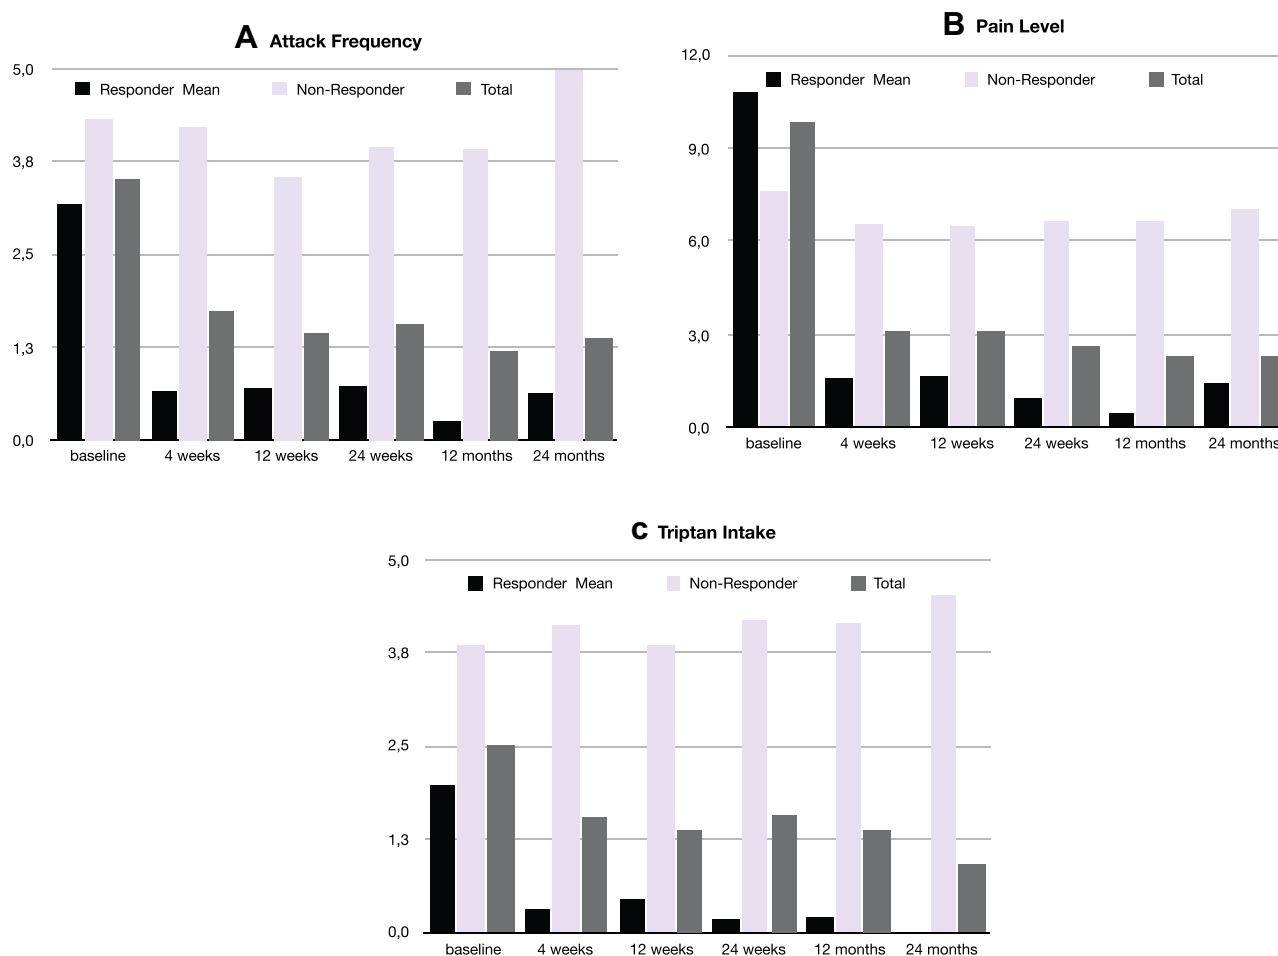 A Attack Frequency
5,0
Responder Mean Non-Responder Total
3,8
2,5
1,3
0,0
baseline 4 weeks 12 weeks 24 weeks 12 months 24 months
B Pain Level
12,0
Responder Mean Non-Responder Total
9,0
6,0
3,0
0,0
baseline 4 weeks 12 weeks 24 weeks 12 months 24 months
C Triptan Intake
5,0
Responder Mean Non-Responder Total
3,8
2,5
1,3
0,0
baseline 4 weeks 12 weeks 24 weeks 12 months 24 months